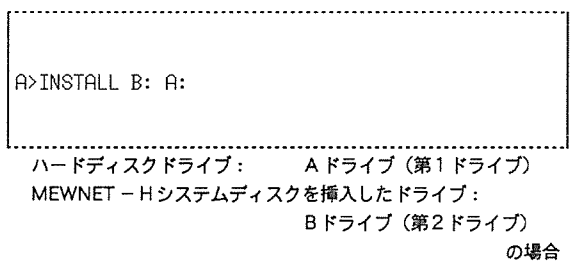 A>INSTALL B: A:
ハードディスクドライブ： Aドライブ（第1ドライブ）
MEWNET－Hシステムディスクを挿入したドライブ：
Bドライブ（第2ドライブ）
の場合